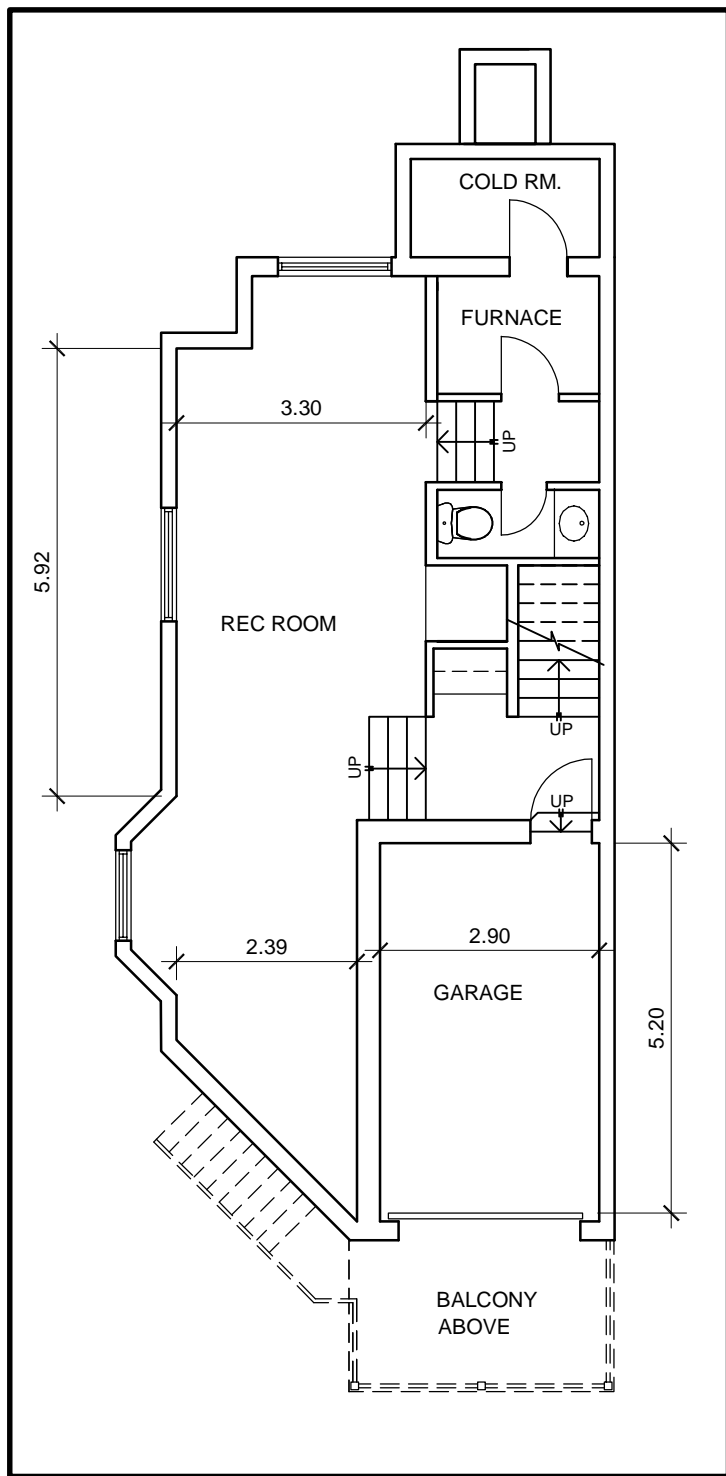 COLD RM.
FURNACE
3.30
UP
5.92
REC ROOM
UP
UP
UP
2.39
2.90
GARAGE
5.20
BALCONY
ABOVE